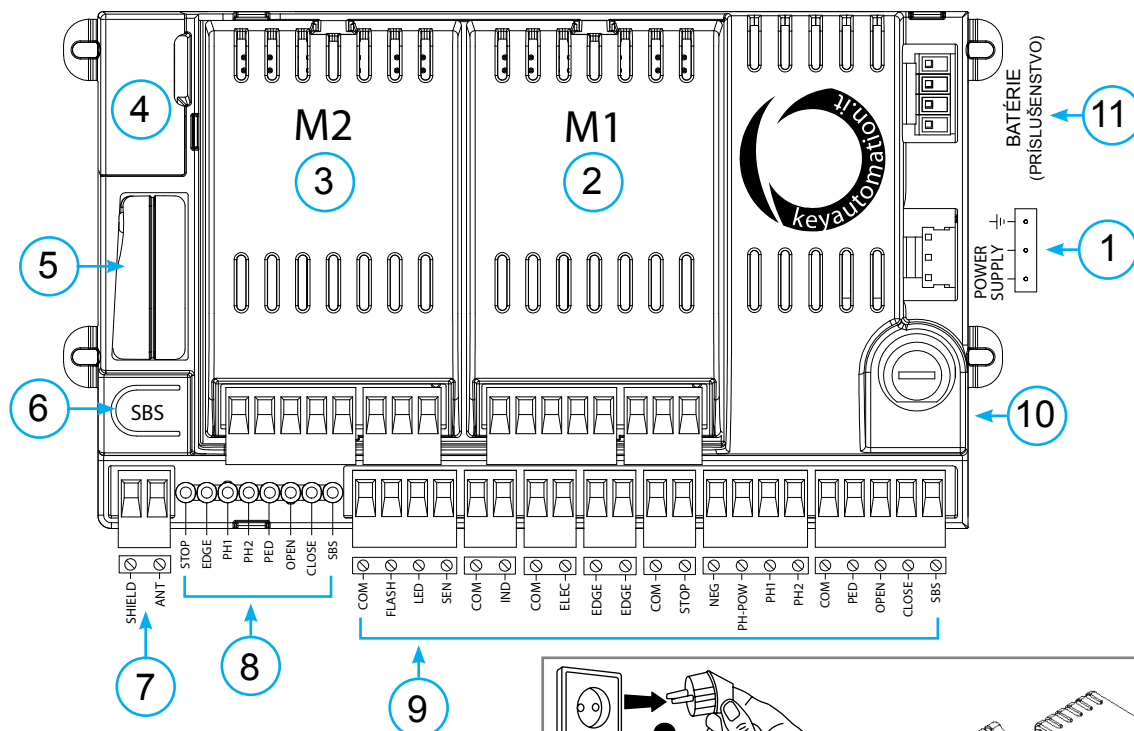 4
M2
3
M1
2
keyautomation.it
BATÉRIE
(PRÍSLUŠENSTVO)
11
5
POWER
SUPPLY
1
6
SBS
10
SHIELD
ANT
STOP
EDGE
PH1
PH2
PED
OPEN
CLOSE
SBS
COM
FLASH
LED
SEN
COM
IND
COM
ELEC
EDGE
EDGE
COM
STOP
NEG
PH-POW
PH1
PH2
COM
PED
OPEN
CLOSE
SBS
7
8
9